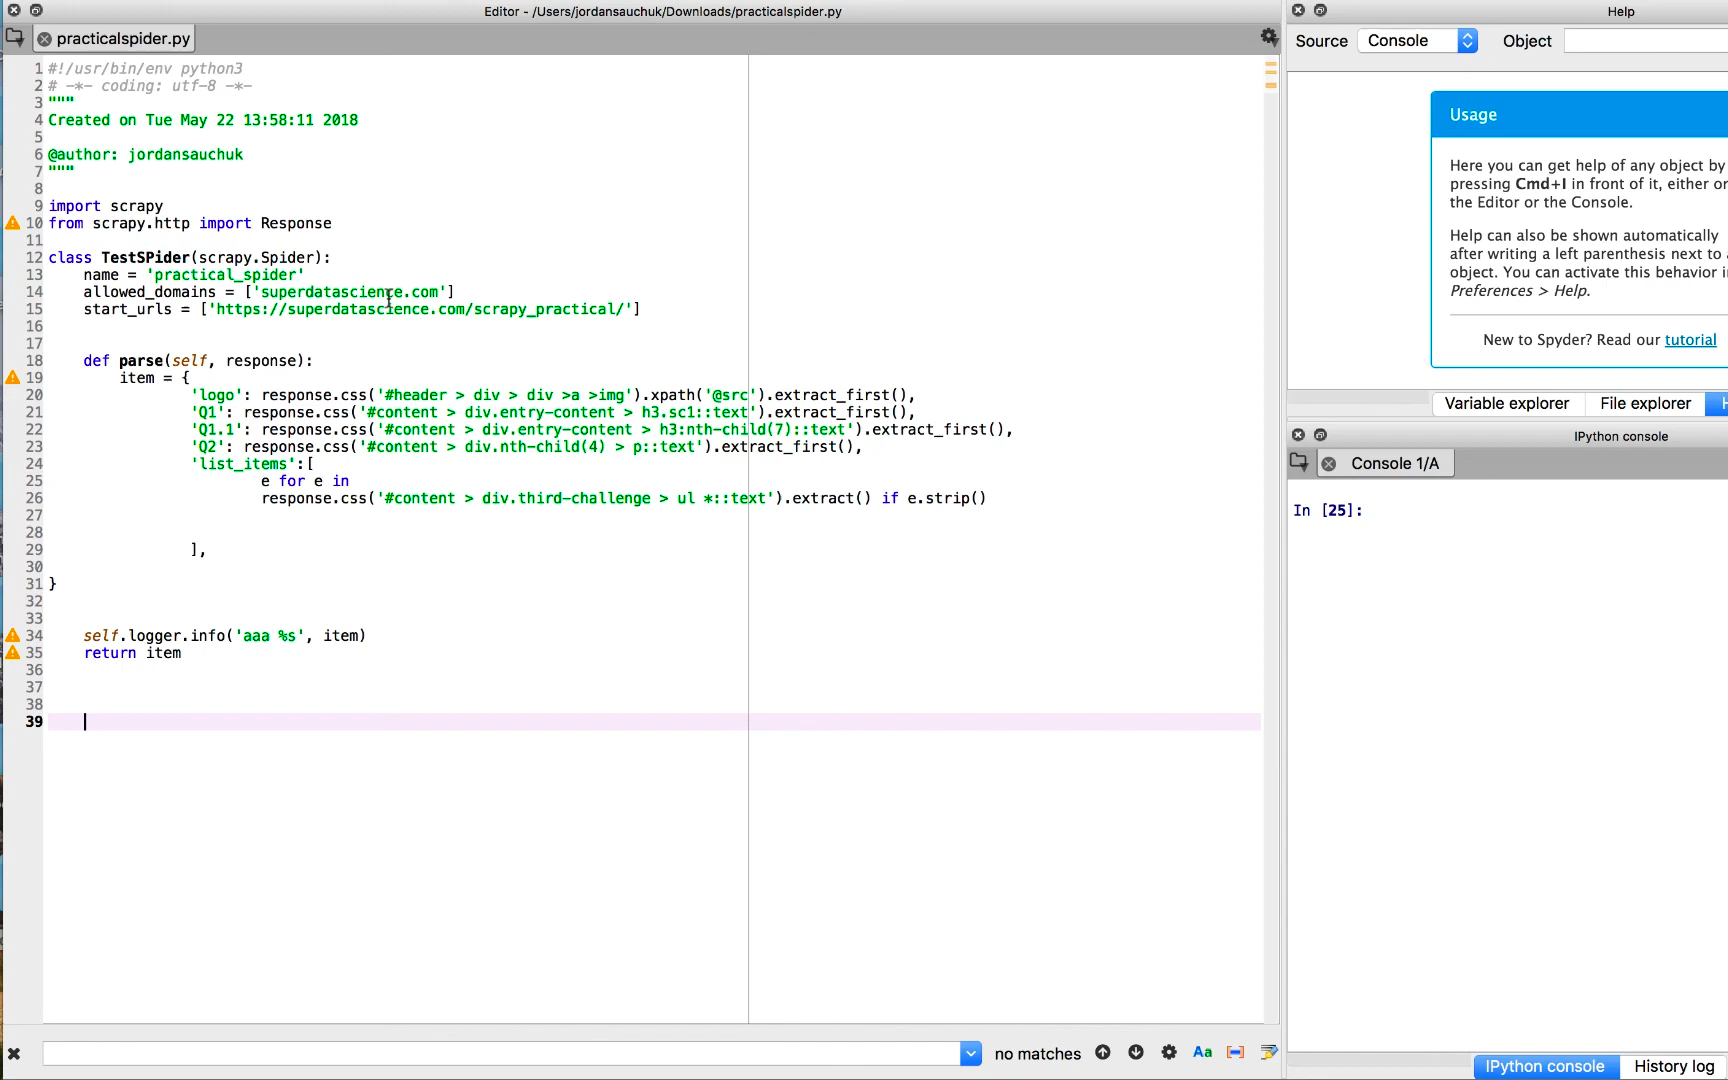 Editor - /Users/jordansauchuk/Downloads/practicalspider.py
practicalspider.py
1 #!/usr/bin/env python3
2 # -*- coding: utf-8 -*-
3 """
4 Created on Tue May 22 13:58:11 2018
5
6 @author: jordansauchuk
7 """
8
9 import scrapy
10 from scrapy.http import Response
11
12 class TestSPider(scrapy.Spider):
13     name = 'practical_spider'
14     allowed_domains = ['superdatascience.com']
15     start_urls = ['https://superdatascience.com/scrapy_practical/']
16
17
18     def parse(self, response):
19         item = {
20                 'logo': response.css('#header > div > div >a >img').xpath('@src').extract_first(),
21                 'Q1': response.css('#content > div.entry-content > h3.sc1::text').extract_first(),
22                 'Q1.1': response.css('#content > div.entry-content > h3:nth-child(7)::text').extract_first(),
23                 'Q2': response.css('#content > div.nth-child(4) > p::text').extract_first(),
24                 'list_items':[
25                         e for e in
26                         response.css('#content > div.third-challenge > ul *::text').extract() if e.strip()
27
28
29                 ],
30
31 }
32
33
34     self.logger.info('aaa %s', item)
35     return item
36
37
38
39
no matches
Aa
Help
Source
Console
Object
Usage
Here you can get help of any object by
pressing Cmd+I in front of it, either or
the Editor or the Console.
Help can also be shown automatically
after writing a left parenthesis next to
object. You can activate this behavior i
Preferences > Help.
New to Spyder? Read our tutorial
Variable explorer
File explorer
H
IPython console
Console 1/A
In [25]:
IPython console
History log